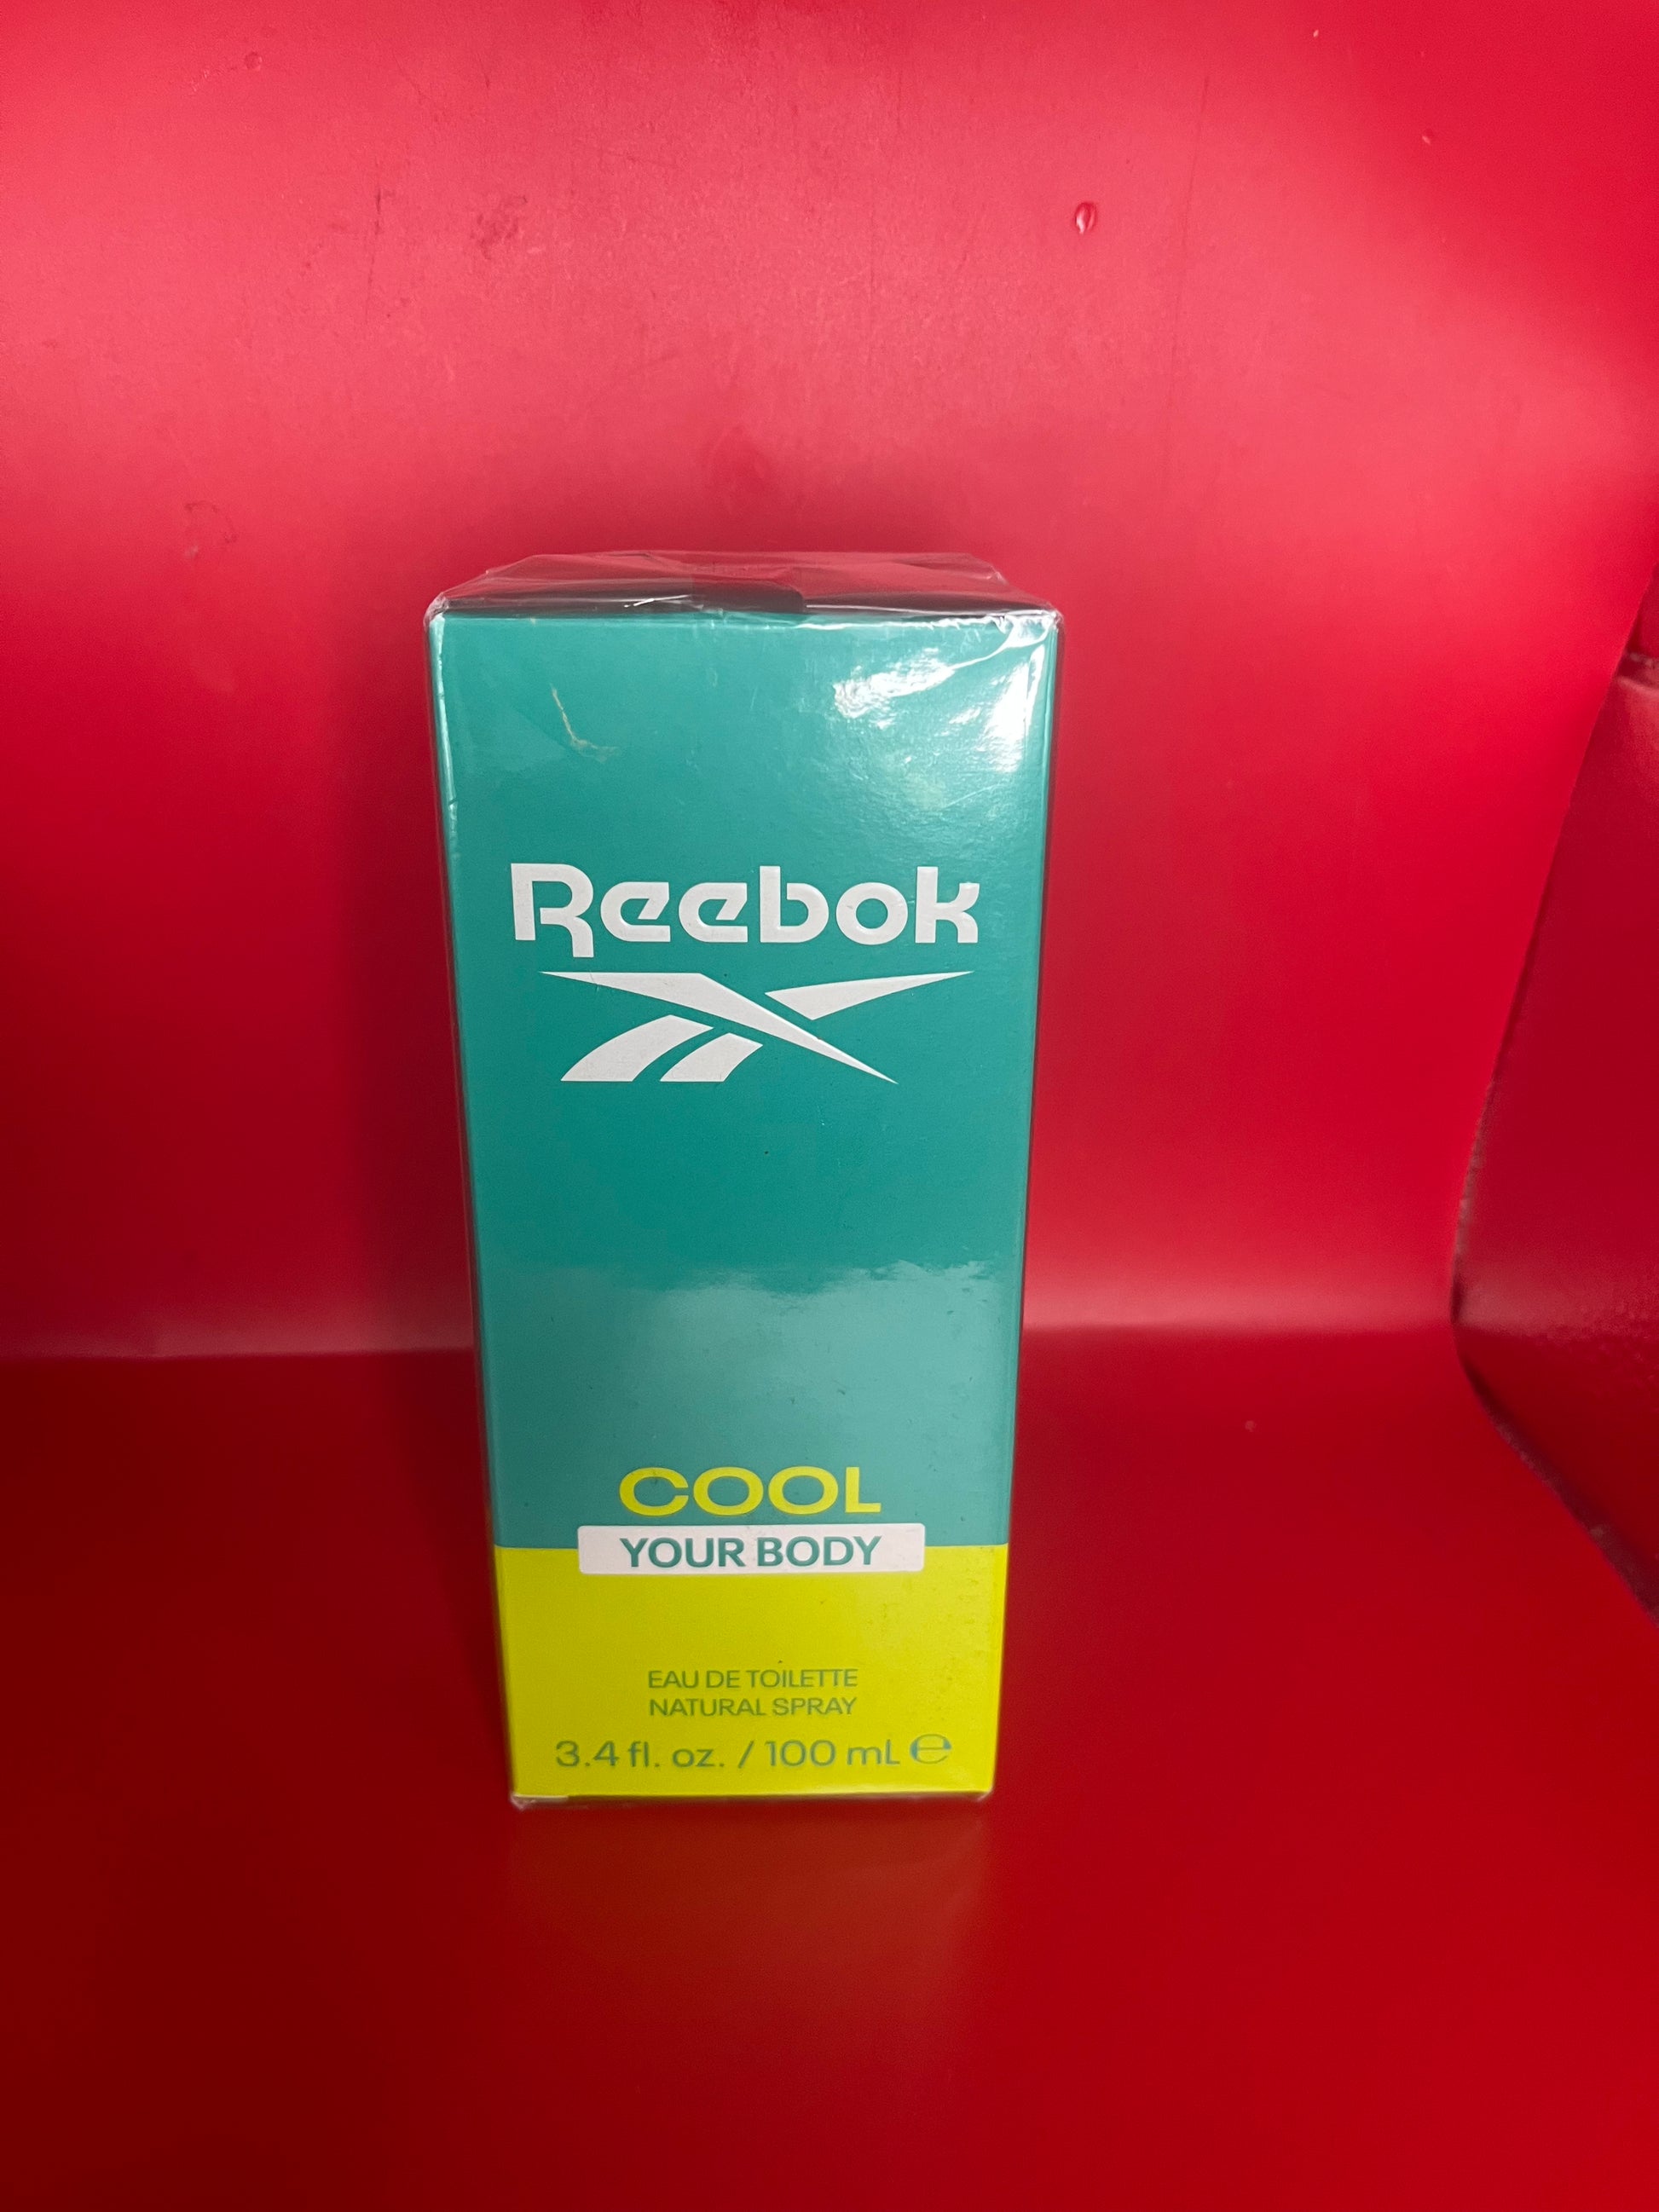 Reebok
COOL
YOUR BODY
EAU DE TOILETTE
NATURAL SPRAY
3.4 fl. oz. / 100 mL ℮